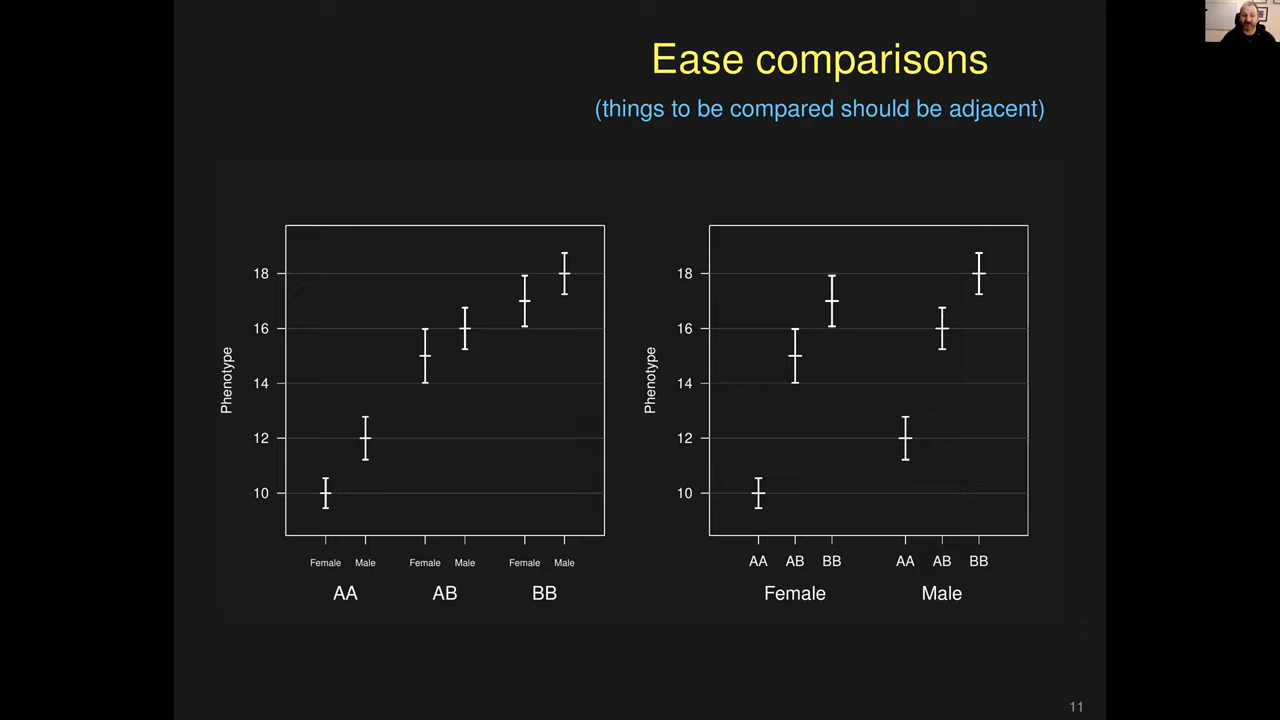 Ease comparisons
(things to be compared should be adjacent)
Phenotype
18
16
14
12
10
Female Male Female Male Female Male
AA AB BB
Phenotype
18
16
14
12
10
AA AB BB AA AB BB
Female Male
11